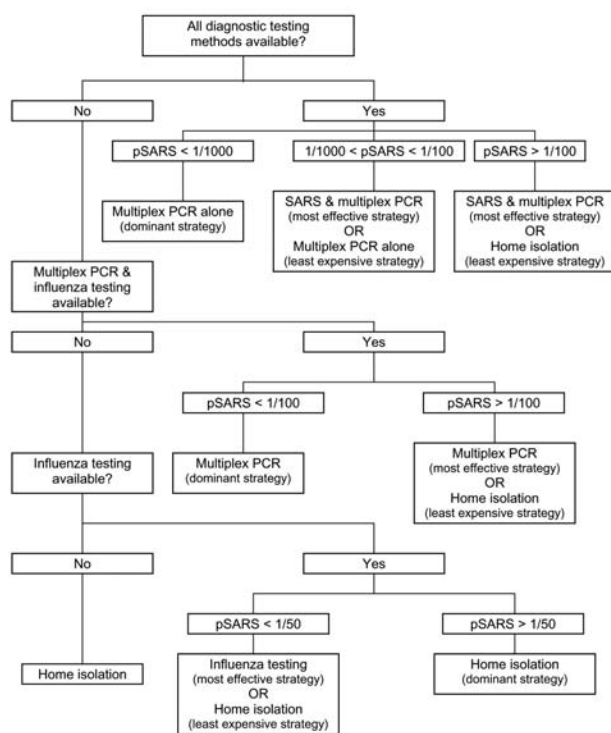 All diagnostic testing
methods available?
No
Yes
pSARS < 1/1000
1/1000 < pSARS < 1/100
pSARS > 1/100
Multiplex PCR alone
(dominant strategy)
SARS & multiplex PCR
(most effective strategy)
OR
Multiplex PCR alone
(least expensive strategy)
SARS & multiplex PCR
(most effective strategy)
OR
Home isolation
(least expensive strategy)
Multiplex PCR &
influenza testing
available?
No
Yes
pSARS < 1/100
pSARS > 1/100
Multiplex PCR
(dominant strategy)
Multiplex PCR
(most effective strategy)
OR
Home isolation
(least expensive strategy)
Influenza testing
available?
No
Yes
pSARS < 1/50
pSARS > 1/50
Home isolation
Influenza testing
(most effective strategy)
OR
Home isolation
(least expensive strategy)
Home isolation
(dominant strategy)